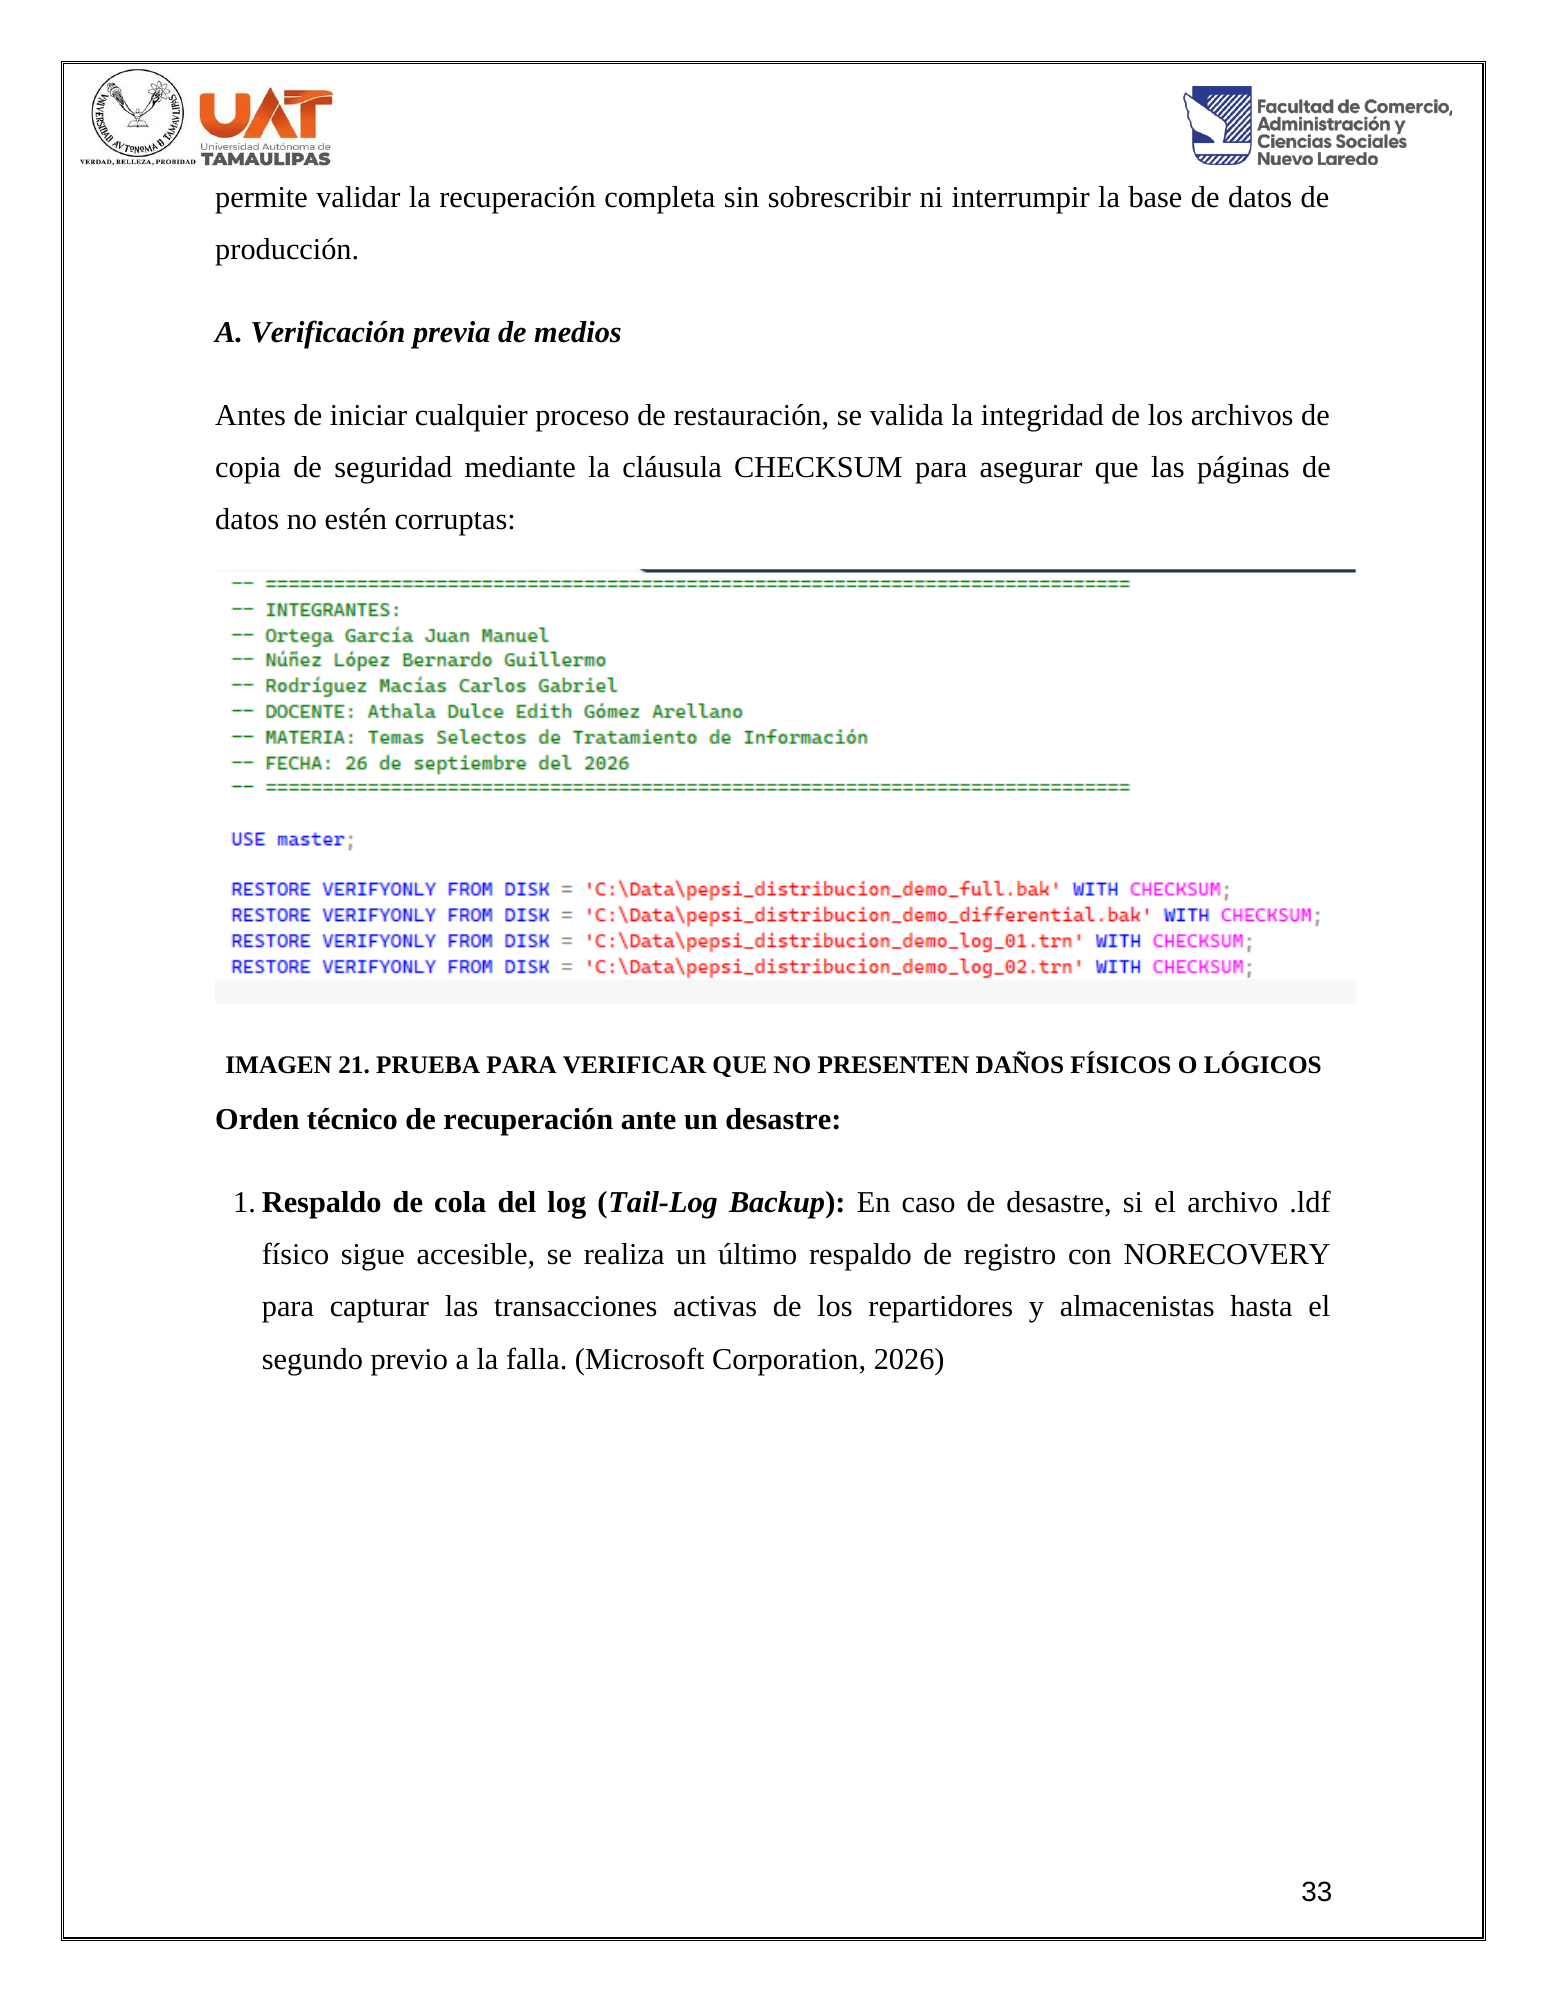 VNIVERSIDAD AVTONOMA D TAMAVLIPAS
VERDAD, BELLEZA, PROBIDAD
UAT
Universidad Autónoma de
TAMAULIPAS
Facultad de Comercio,
Administración y
Ciencias Sociales
Nuevo Laredo
permite validar la recuperación completa sin sobrescribir ni interrumpir la base de datos de
producción.
A. Verificación previa de medios
Antes de iniciar cualquier proceso de restauración, se valida la integridad de los archivos de
copia de seguridad mediante la cláusula CHECKSUM para asegurar que las páginas de
datos no estén corruptas:
-- ============================================================================
-- INTEGRANTES:
-- Ortega García Juan Manuel
-- Núñez López Bernardo Guillermo
-- Rodríguez Macías Carlos Gabriel
-- DOCENTE: Athala Dulce Edith Gómez Arellano
-- MATERIA: Temas Selectos de Tratamiento de Información
-- FECHA: 26 de septiembre del 2026
-- ============================================================================
USE master;
RESTORE VERIFYONLY FROM DISK = 'C:\Data\pepsi_distribucion_demo_full.bak' WITH CHECKSUM;
RESTORE VERIFYONLY FROM DISK = 'C:\Data\pepsi_distribucion_demo_differential.bak' WITH CHECKSUM;
RESTORE VERIFYONLY FROM DISK = 'C:\Data\pepsi_distribucion_demo_log_01.trn' WITH CHECKSUM;
RESTORE VERIFYONLY FROM DISK = 'C:\Data\pepsi_distribucion_demo_log_02.trn' WITH CHECKSUM;
IMAGEN 21. PRUEBA PARA VERIFICAR QUE NO PRESENTEN DAÑOS FÍSICOS O LÓGICOS
Orden técnico de recuperación ante un desastre:
1. Respaldo de cola del log (Tail-Log Backup): En caso de desastre, si el archivo .ldf
físico sigue accesible, se realiza un último respaldo de registro con NORECOVERY
para capturar las transacciones activas de los repartidores y almacenistas hasta el
segundo previo a la falla. (Microsoft Corporation, 2026)
33